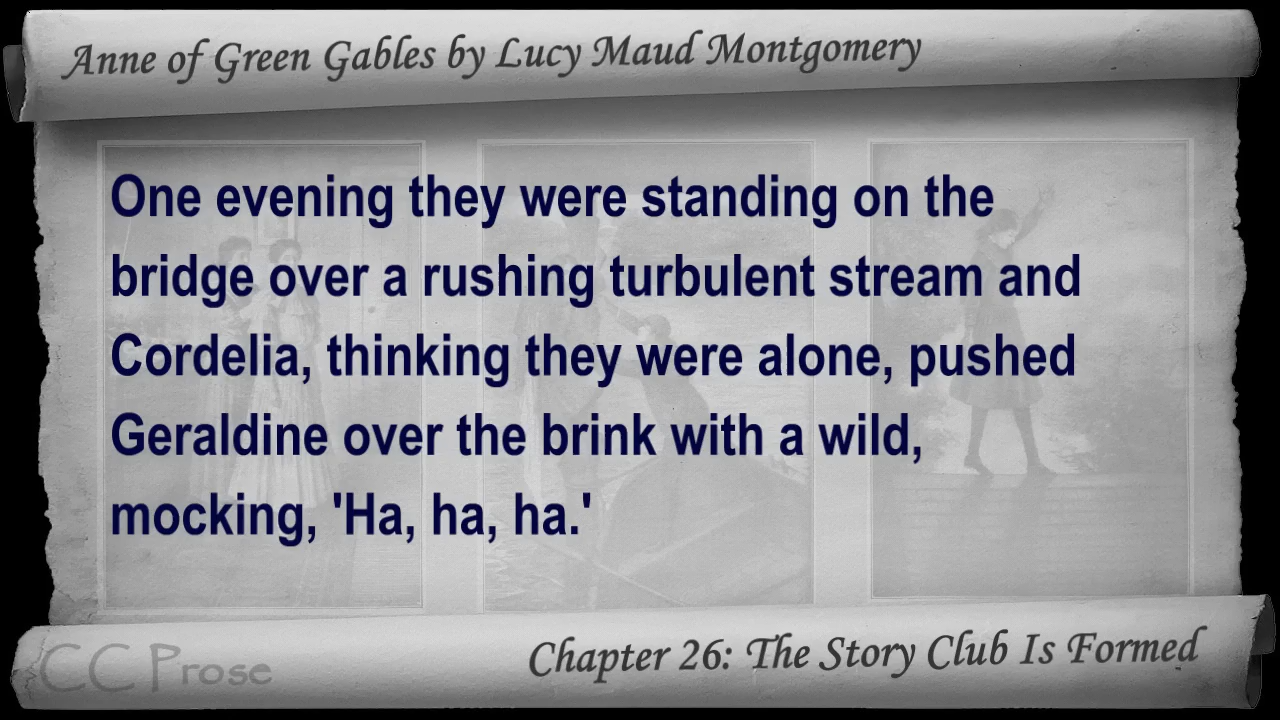 Anne of Green Gables by Lucy Maud Montgomery
One evening they were standing on the
bridge over a rushing turbulent stream and
Cordelia, thinking they were alone, pushed
Geraldine over the brink with a wild,
mocking, 'Ha, ha, ha.'
CC Prose
Chapter 26: The Story Club Is Formed